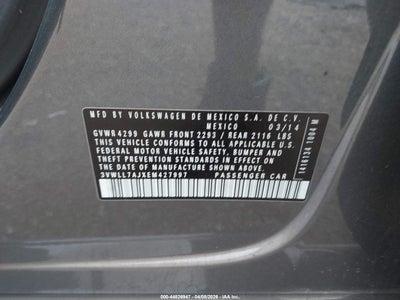 MFD BY VOLKSWAGEN DE MEXICO S.A. DE C.V.
MEXICO 03/14
GVWR 4299 GAWR FRONT 2293 / REAR 2116 LBS
THIS VEHICLE CONFORMS TO ALL APPLICABLE U.S.
FEDERAL MOTOR VEHICLE SAFETY, BUMPER AND
THEFT PREVENTION STANDARDS IN EFFECT ON THE
DATE OF MANUFACTURE SHOWN ABOVE.
3VWLL7AJXEM427997 PASSENGER CAR
000-44826947 - 04/08/2026 - IAA, Inc.